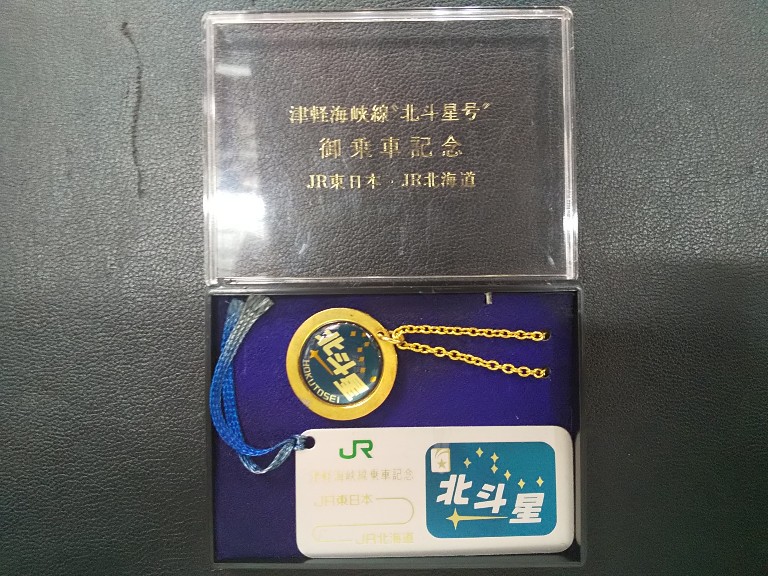 津軽海峡線〝北斗星号〟
御乗車記念
JR東日本・JR北海道
北斗星
HOKUTOSEI
JR
津軽海峡線乗車記念
JR東日本
JR北海道
北斗星